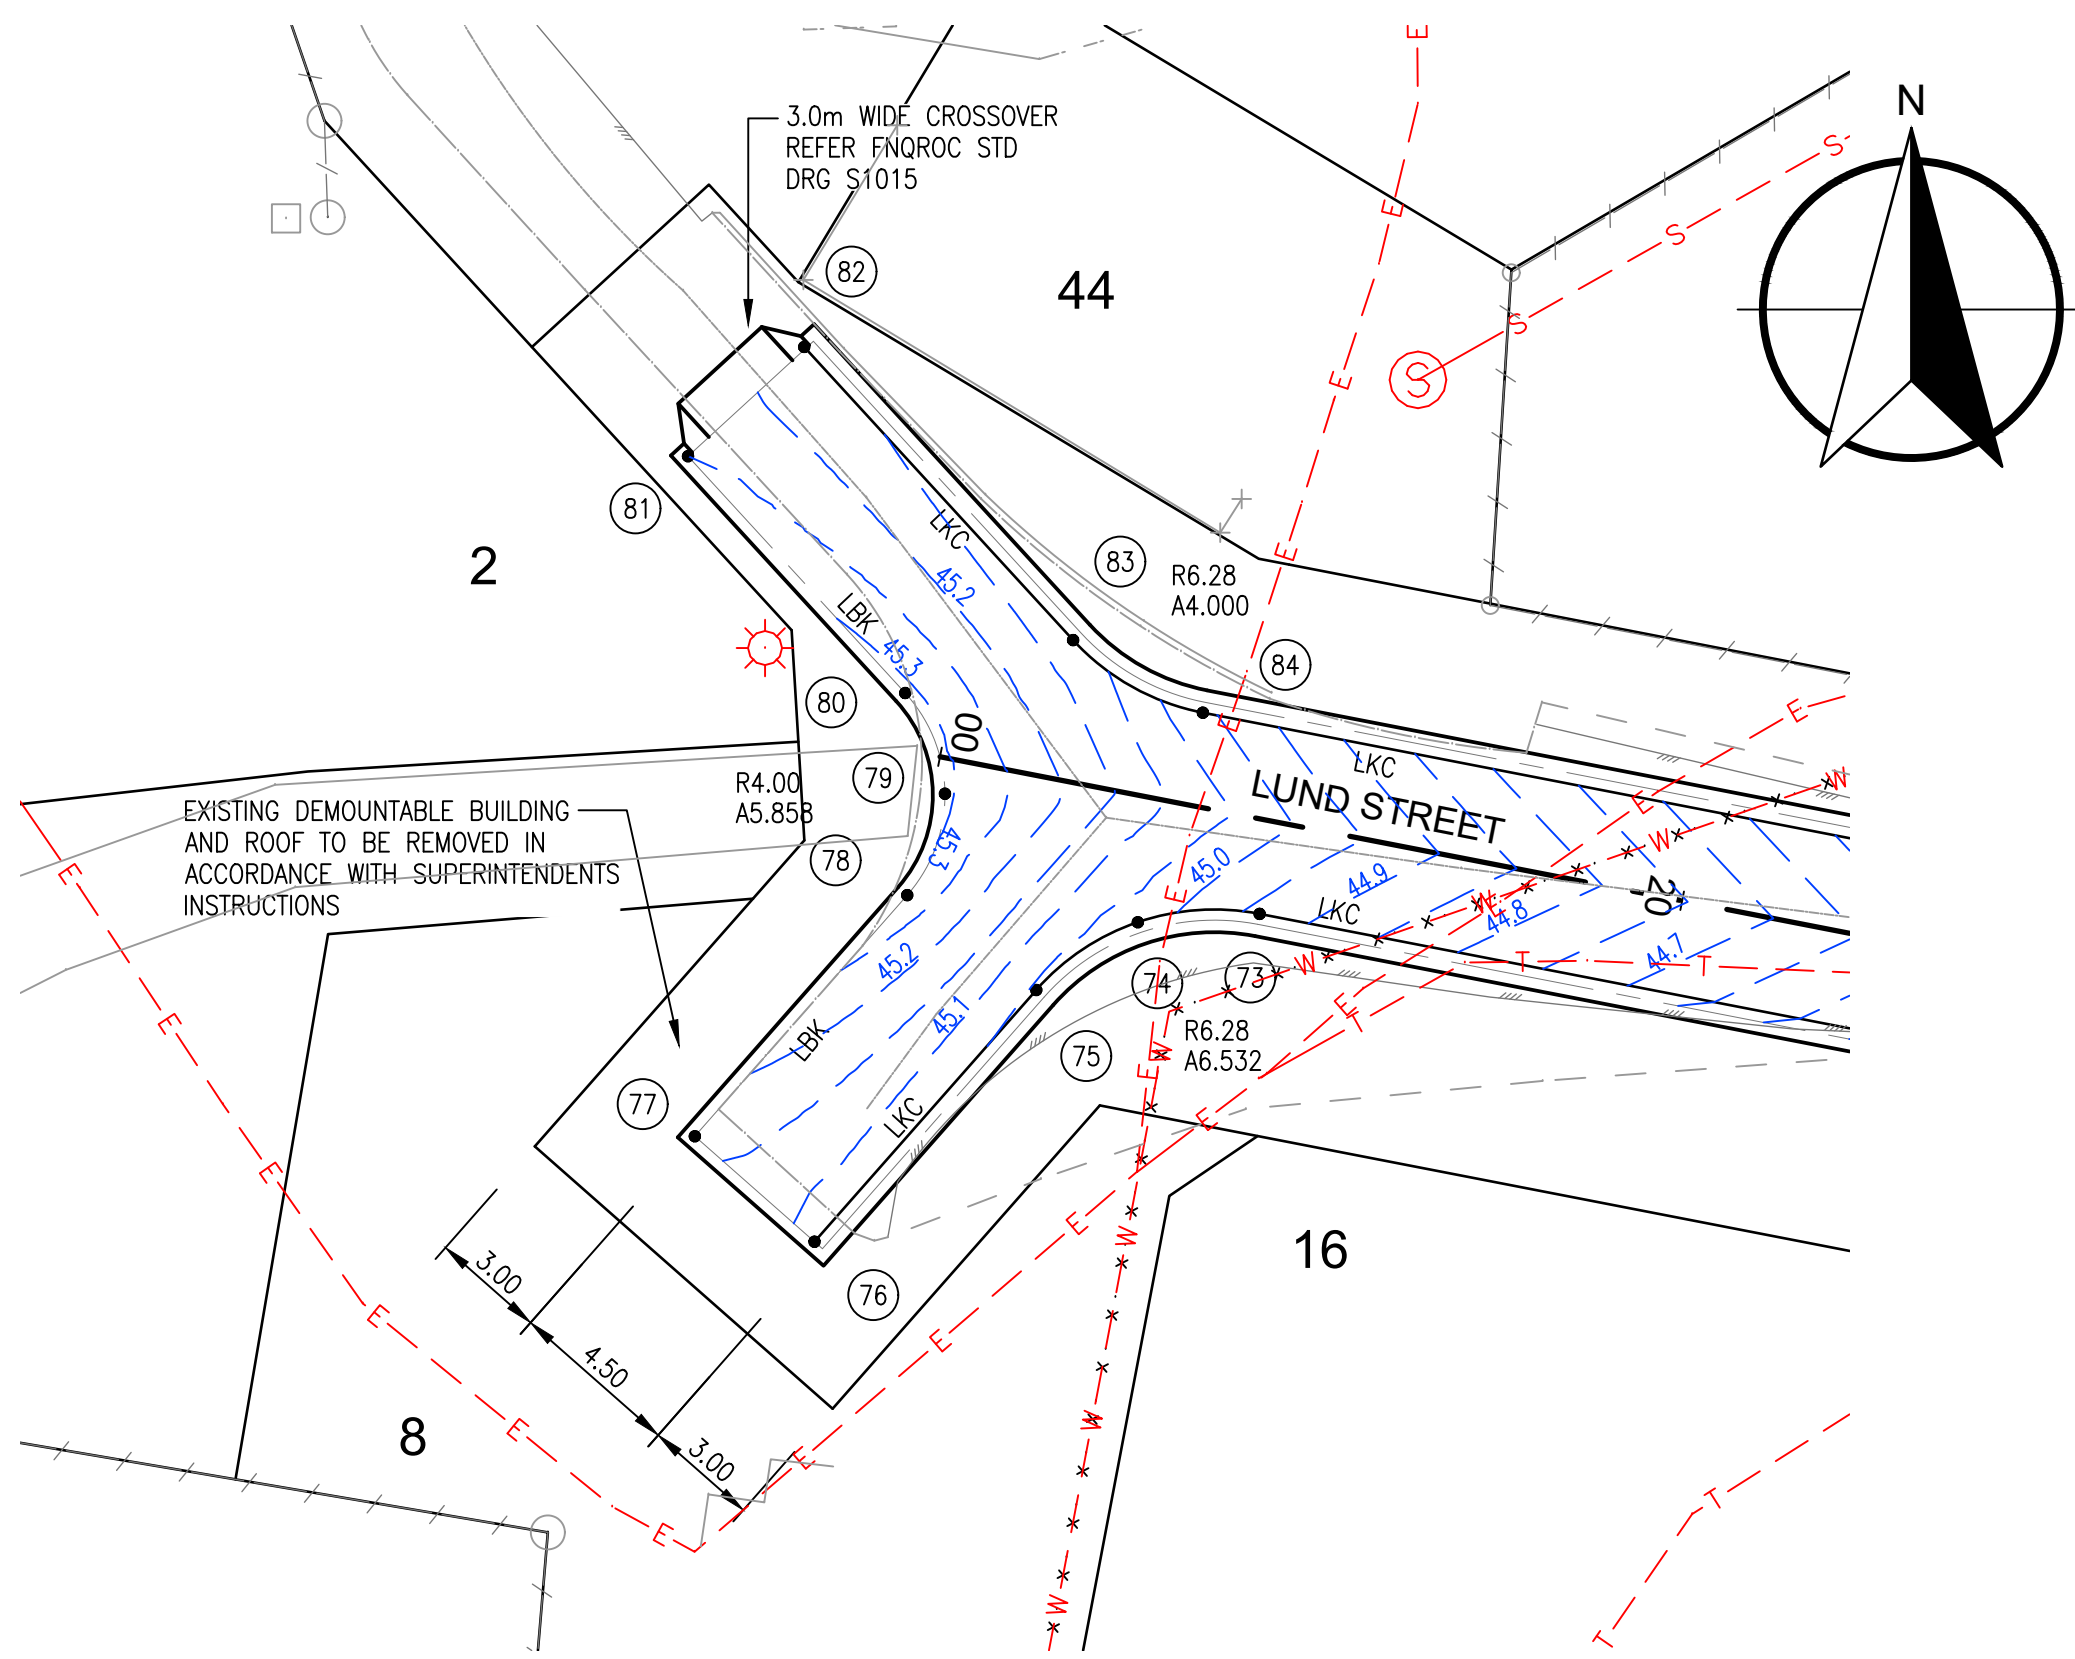 E
N
3.0m WIDE CROSSOVER
REFER FNQROC STD
DRG S1015
S
E
S
82
44
S
S
E
E
81
LKC
2
83
E
R6.28
A4.000
45.2
LBK
45.3
84
80
00
E
E
LKC
79
R4.00
A5.858
EXISTING DEMOUNTABLE BUILDING
AND ROOF TO BE REMOVED IN
ACCORDANCE WITH SUPERINTENDENTS
INSTRUCTIONS
LUND STREET
W
E
W
78
45.3
45.0
44.9
E
E
W
E
20
LKC
44.8
45.2
44.7
W
T
T
74
73
E
45.1
E
T
LBK
R6.28
A6.532
75
W
E
77
LKC
E
E
E
W
16
3.00
76
E
E
4.50
8
E
3.00
E
W
E
T
W
T